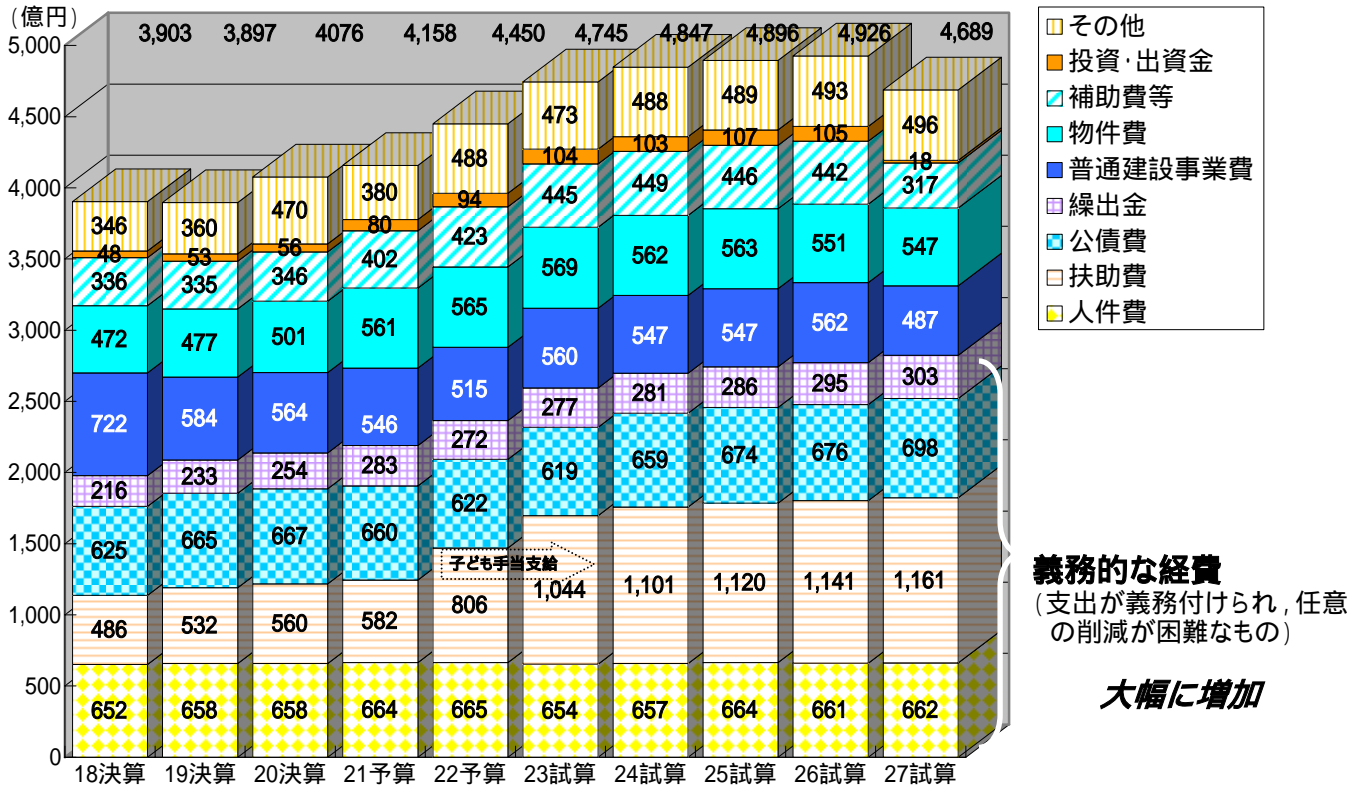 (億円)
3,903 3,897 4076 4,158 4,450 4,745 4,847 4,896 4,926 4,689
5,000
4,500
4,000
3,500
3,000
2,500
2,000
1,500
1,000
500
0
346 360 470 380 488 473 488 489 493 496
48 53 56 80 94 104 103 107 105 18
336 335 346 402 423 445 449 446 442 317
472 477 501 561 565 569 562 563 551 547
722 584 564 546 515 560 547 547 562 487
216 233 254 283 272 277 281 286 295 303
625 665 667 660 622 619 659 674 676 698
子ども手当支給
486 532 560 582 806 1,044 1,101 1,120 1,141 1,161
652 658 658 664 665 654 657 664 661 662
18決算 19決算 20決算 21予算 22予算 23試算 24試算 25試算 26試算 27試算
その他
投資・出資金
補助費等
物件費
普通建設事業費
繰出金
公債費
扶助費
人件費
義務的な経費
(支出が義務付けられ,任意
の削減が困難なもの)
大幅に増加